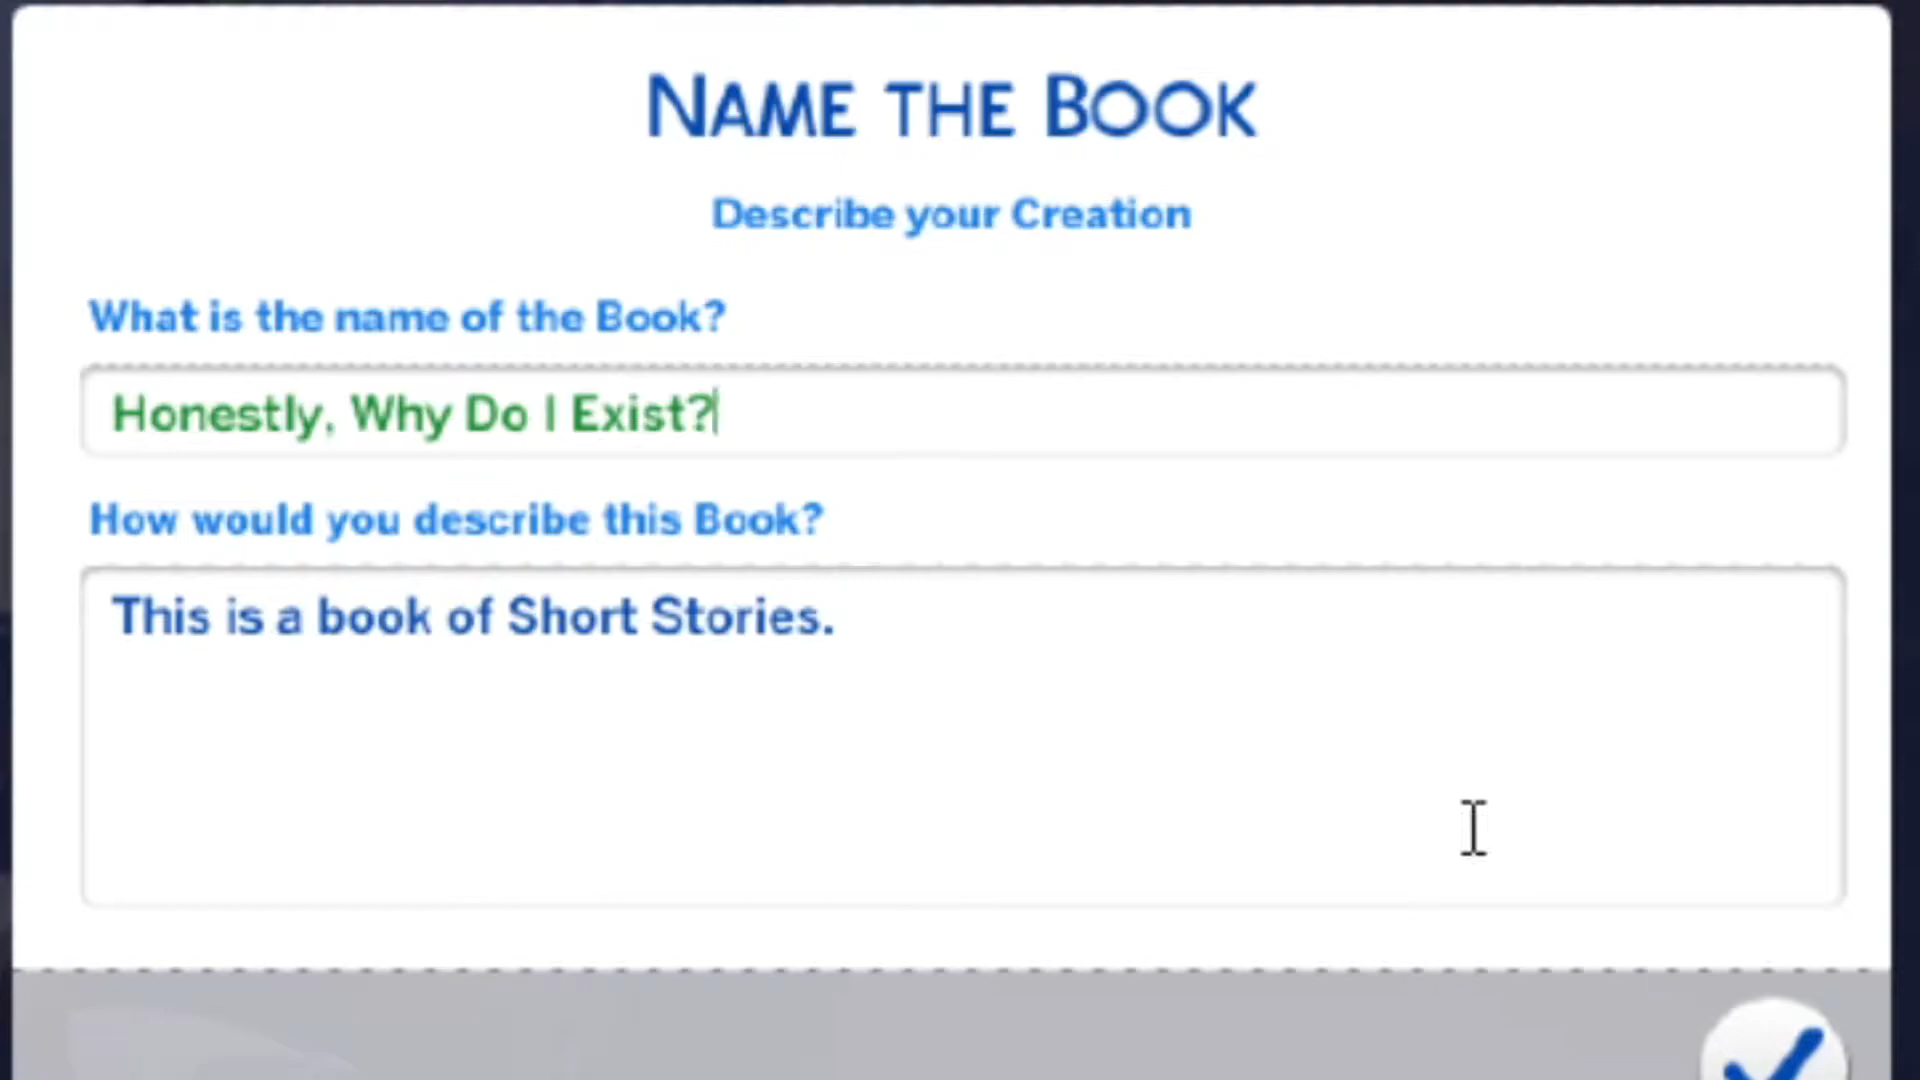 NAME THE BOOK
Describe your Creation
What is the name of the Book?
Honestly, Why Do I Exist?
How would you describe this Book?
This is a book of Short Stories.